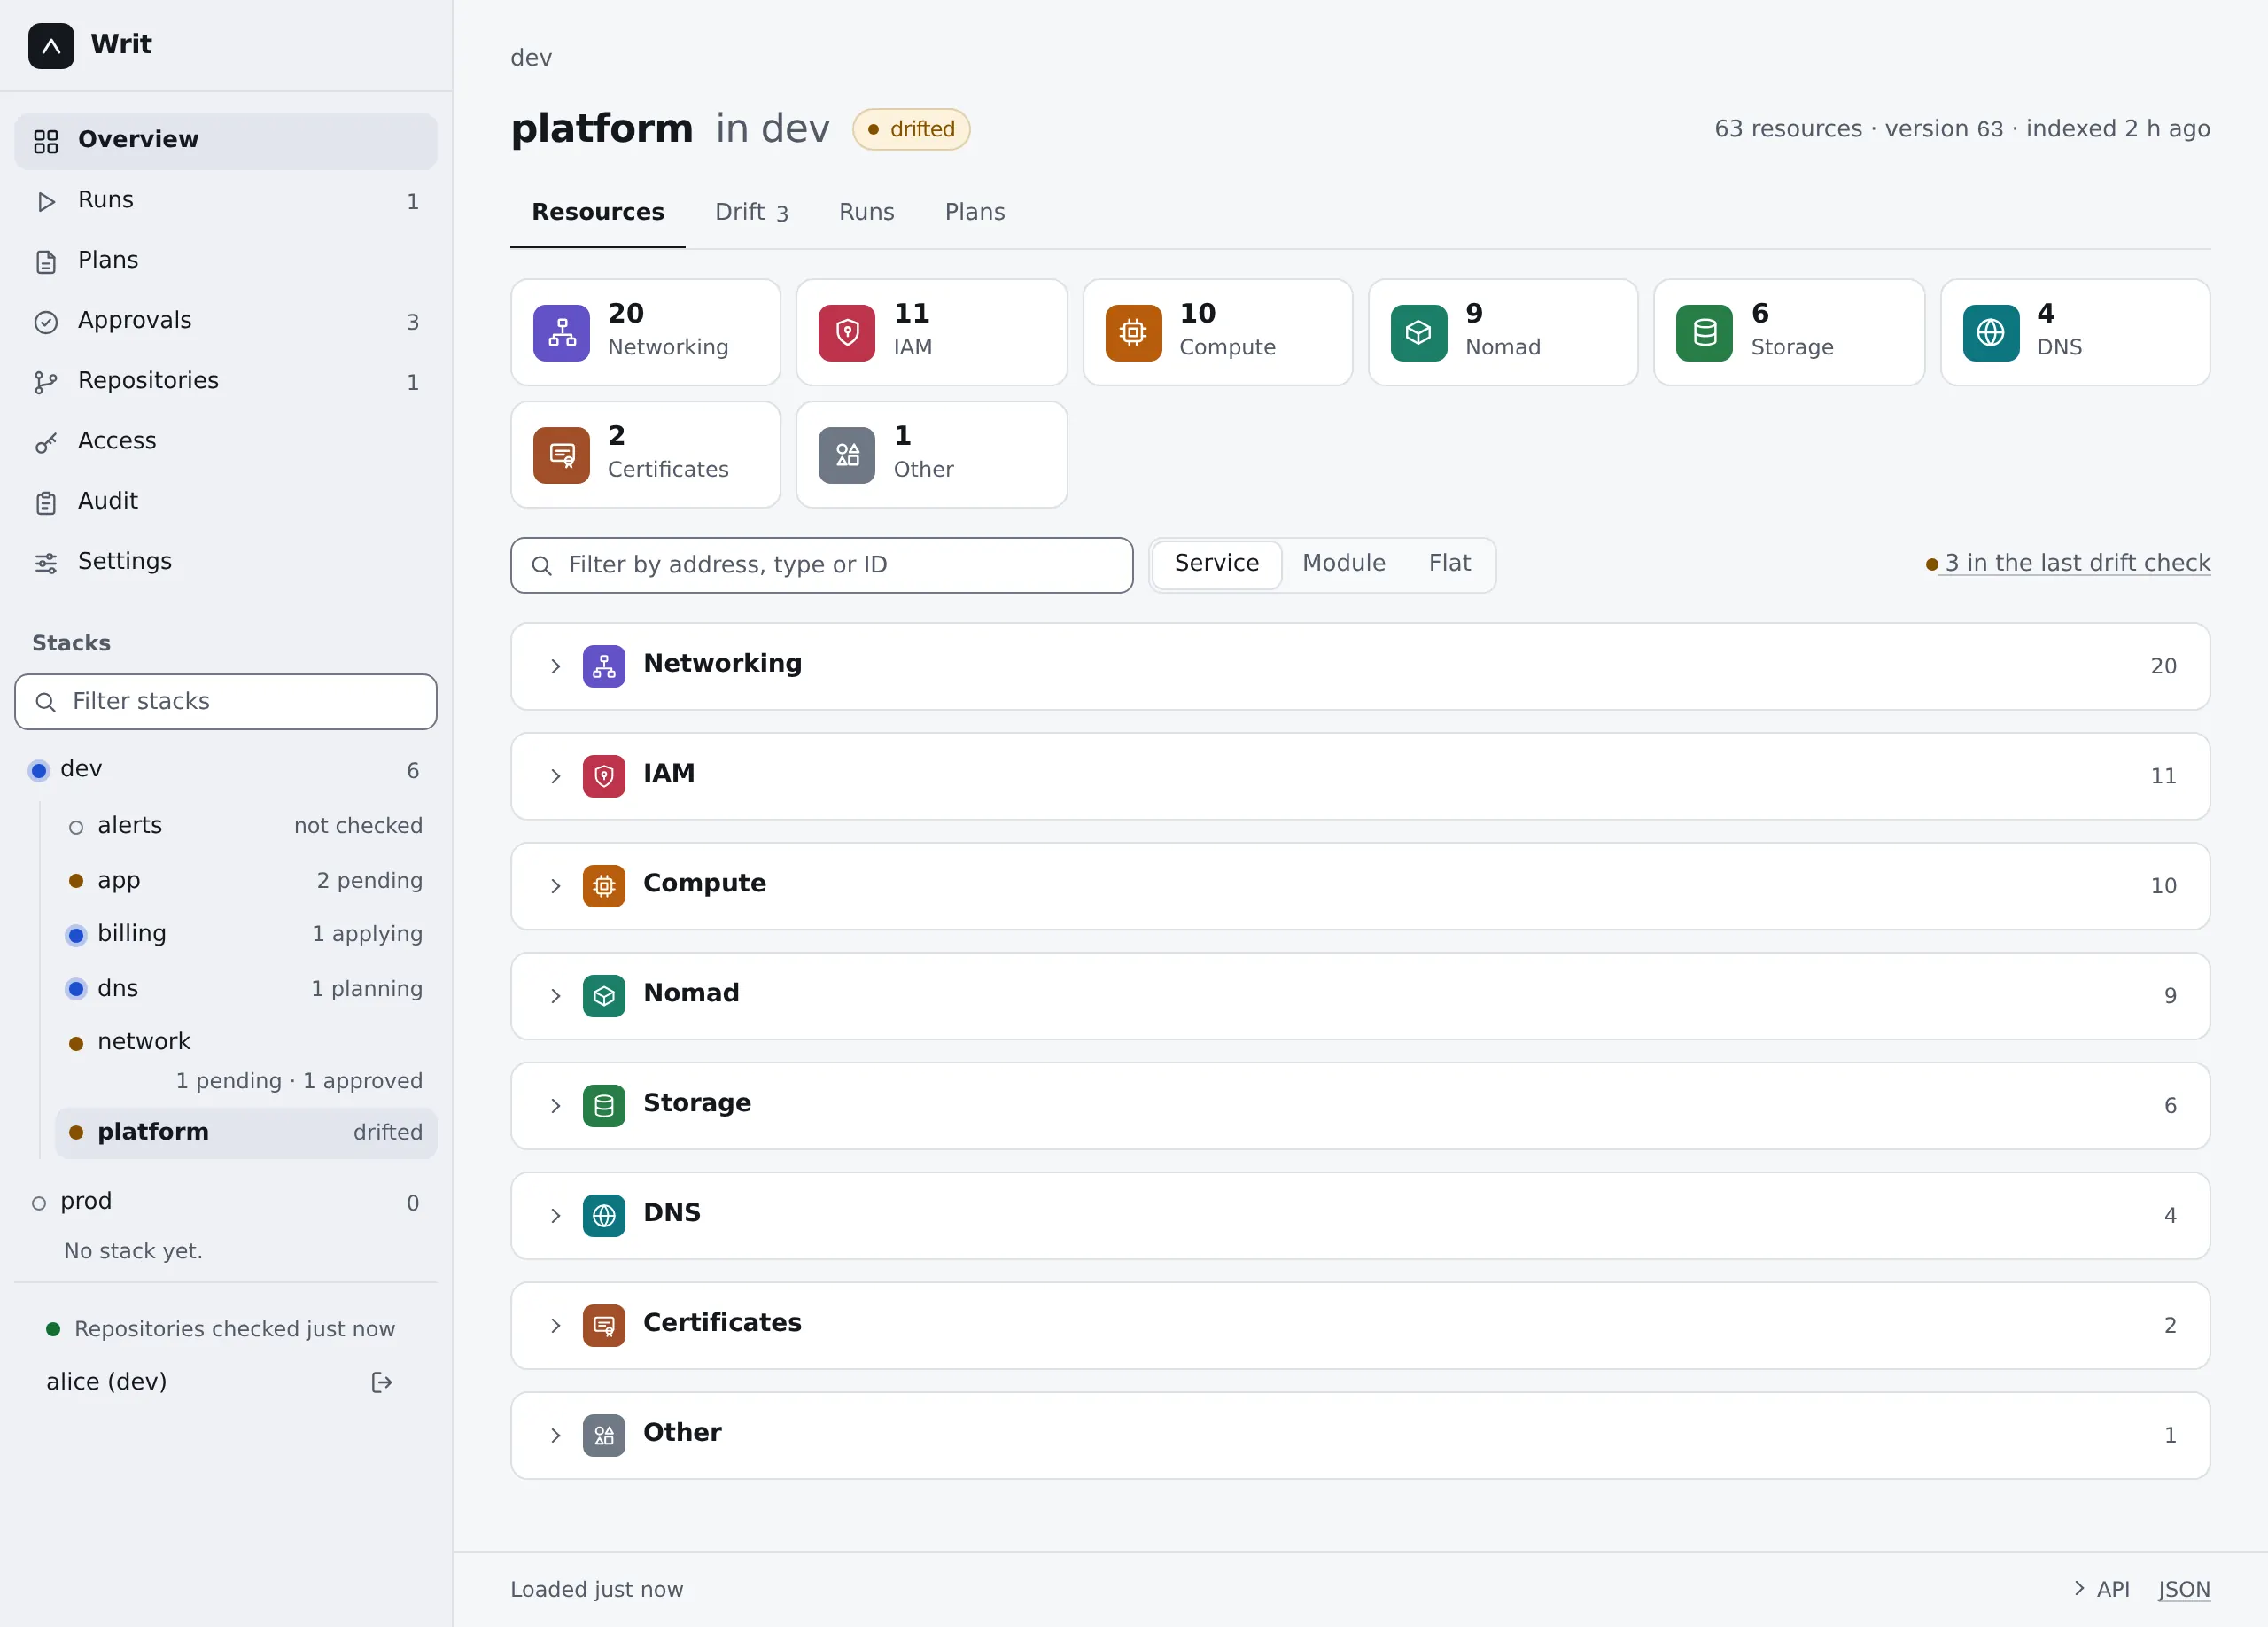 Writ
Overview
Runs 1
Plans
Approvals 3
Repositories 1
Access
Audit
Settings
Stacks
Filter stacks
dev 6
alerts not checked
app 2 pending
billing 1 applying
dns 1 planning
network
1 pending · 1 approved
platform drifted
prod 0
No stack yet.
Repositories checked just now
alice (dev)
dev
platform in dev drifted
63 resources · version 63 · indexed 2 h ago
Resources Drift 3 Runs Plans
20
Networking
11
IAM
10
Compute
9
Nomad
6
Storage
4
DNS
2
Certificates
1
Other
Filter by address, type or ID
Service Module Flat
3 in the last drift check
Networking 20
IAM 11
Compute 10
Nomad 9
Storage 6
DNS 4
Certificates 2
Other 1
Loaded just now
API JSON